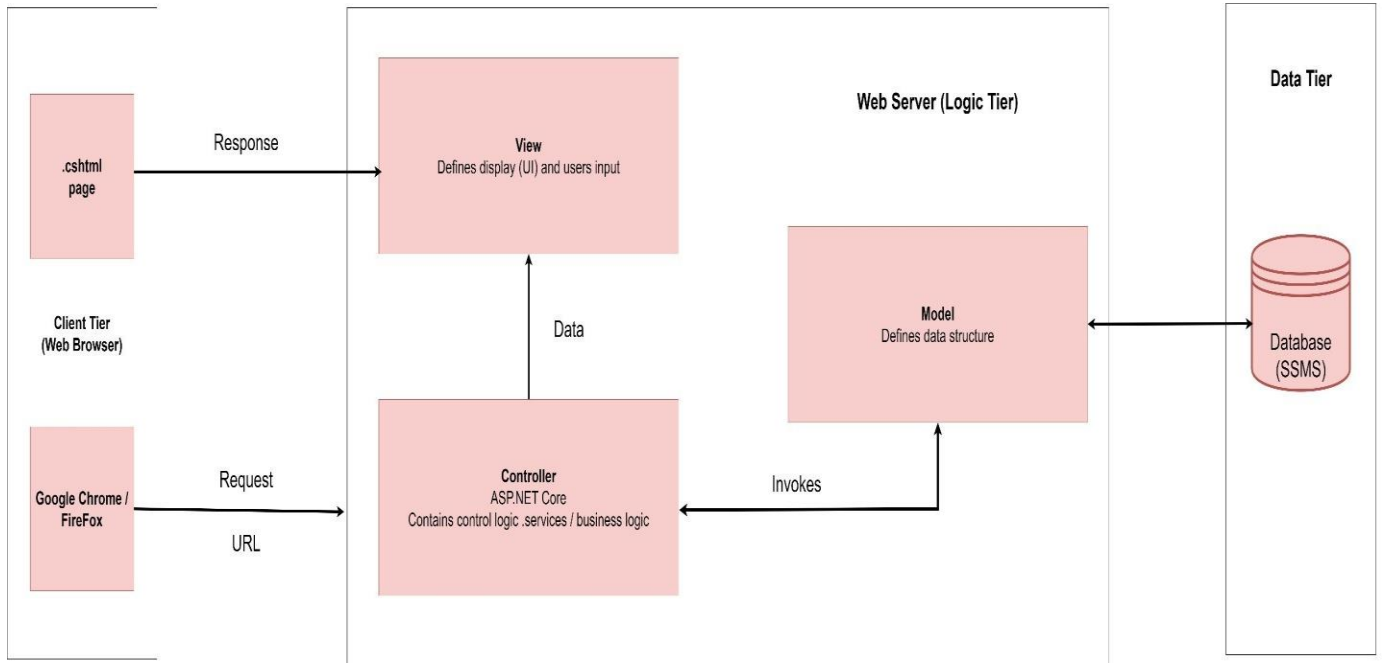 .cshtml
page
Response
View
Defines display (UI) and users input
Web Server (Logic Tier)
Data Tier
Client Tier
(Web Browser)
Data
Model
Defines data structure
Database
(SSMS)
Google Chrome /
FireFox
Request
URL
Controller
ASP.NET Core
Contains control logic .services / business logic
Invokes